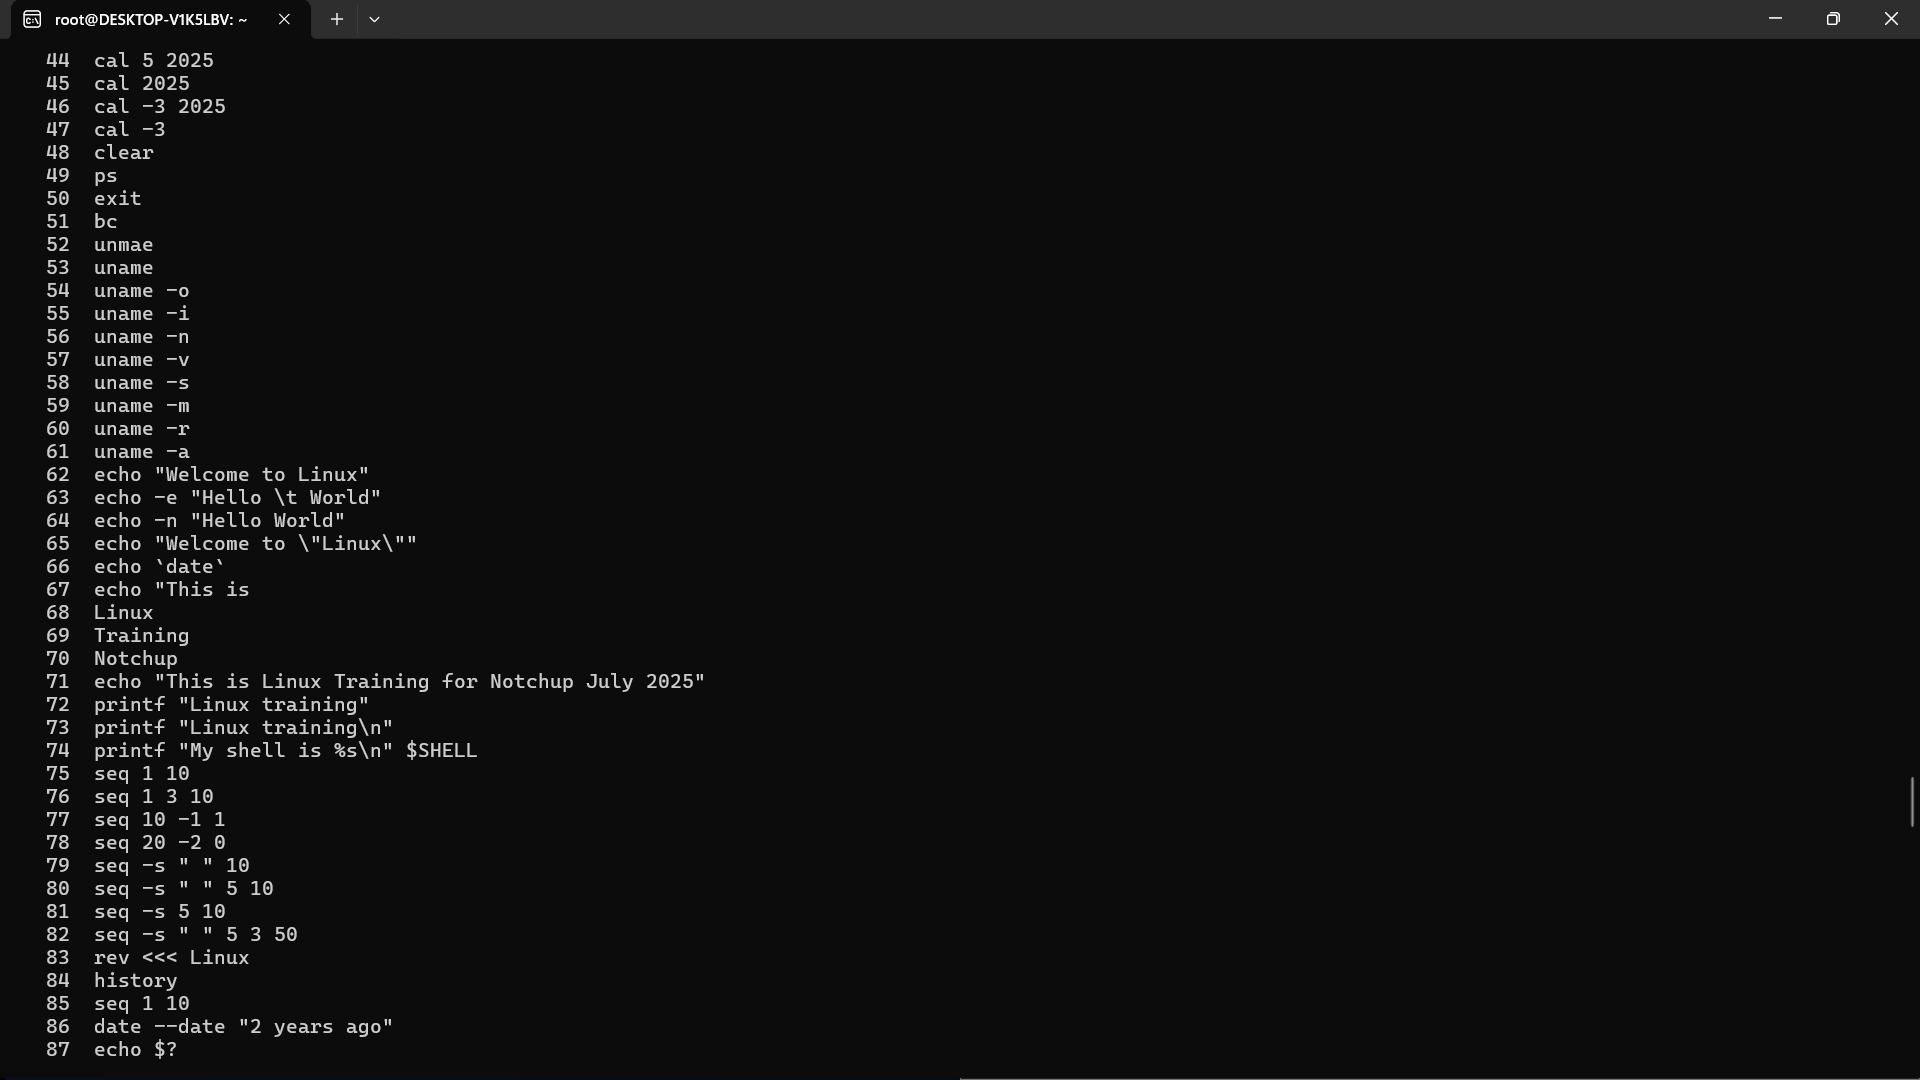 root@DESKTOP-V1K5LBV: ~
44  cal 5 2025
45  cal 2025
46  cal -3 2025
47  cal -3
48  clear
49  ps
50  exit
51  bc
52  unmae
53  uname
54  uname -o
55  uname -i
56  uname -n
57  uname -v
58  uname -s
59  uname -m
60  uname -r
61  uname -a
62  echo "Welcome to Linux"
63  echo -e "Hello \t World"
64  echo -n "Hello World"
65  echo "Welcome to \"Linux\""
66  echo `date`
67  echo "This is
68  Linux
69  Training
70  Notchup
71  echo "This is Linux Training for Notchup July 2025"
72  printf "Linux training"
73  printf "Linux training\n"
74  printf "My shell is %s\n" $SHELL
75  seq 1 10
76  seq 1 3 10
77  seq 10 -1 1
78  seq 20 -2 0
79  seq -s " " 10
80  seq -s " " 5 10
81  seq -s 5 10
82  seq -s " " 5 3 50
83  rev <<< Linux
84  history
85  seq 1 10
86  date --date "2 years ago"
87  echo $?